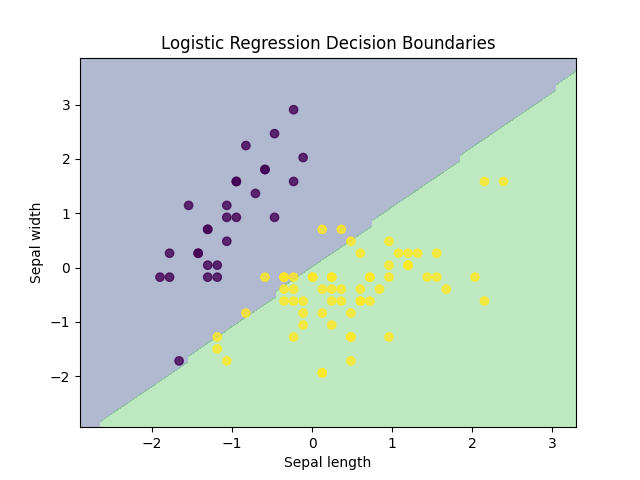 Logistic Regression Decision Boundaries
Sepal width
3
2
1
0
−1
−2
−2 −1 0 1 2 3
Sepal length